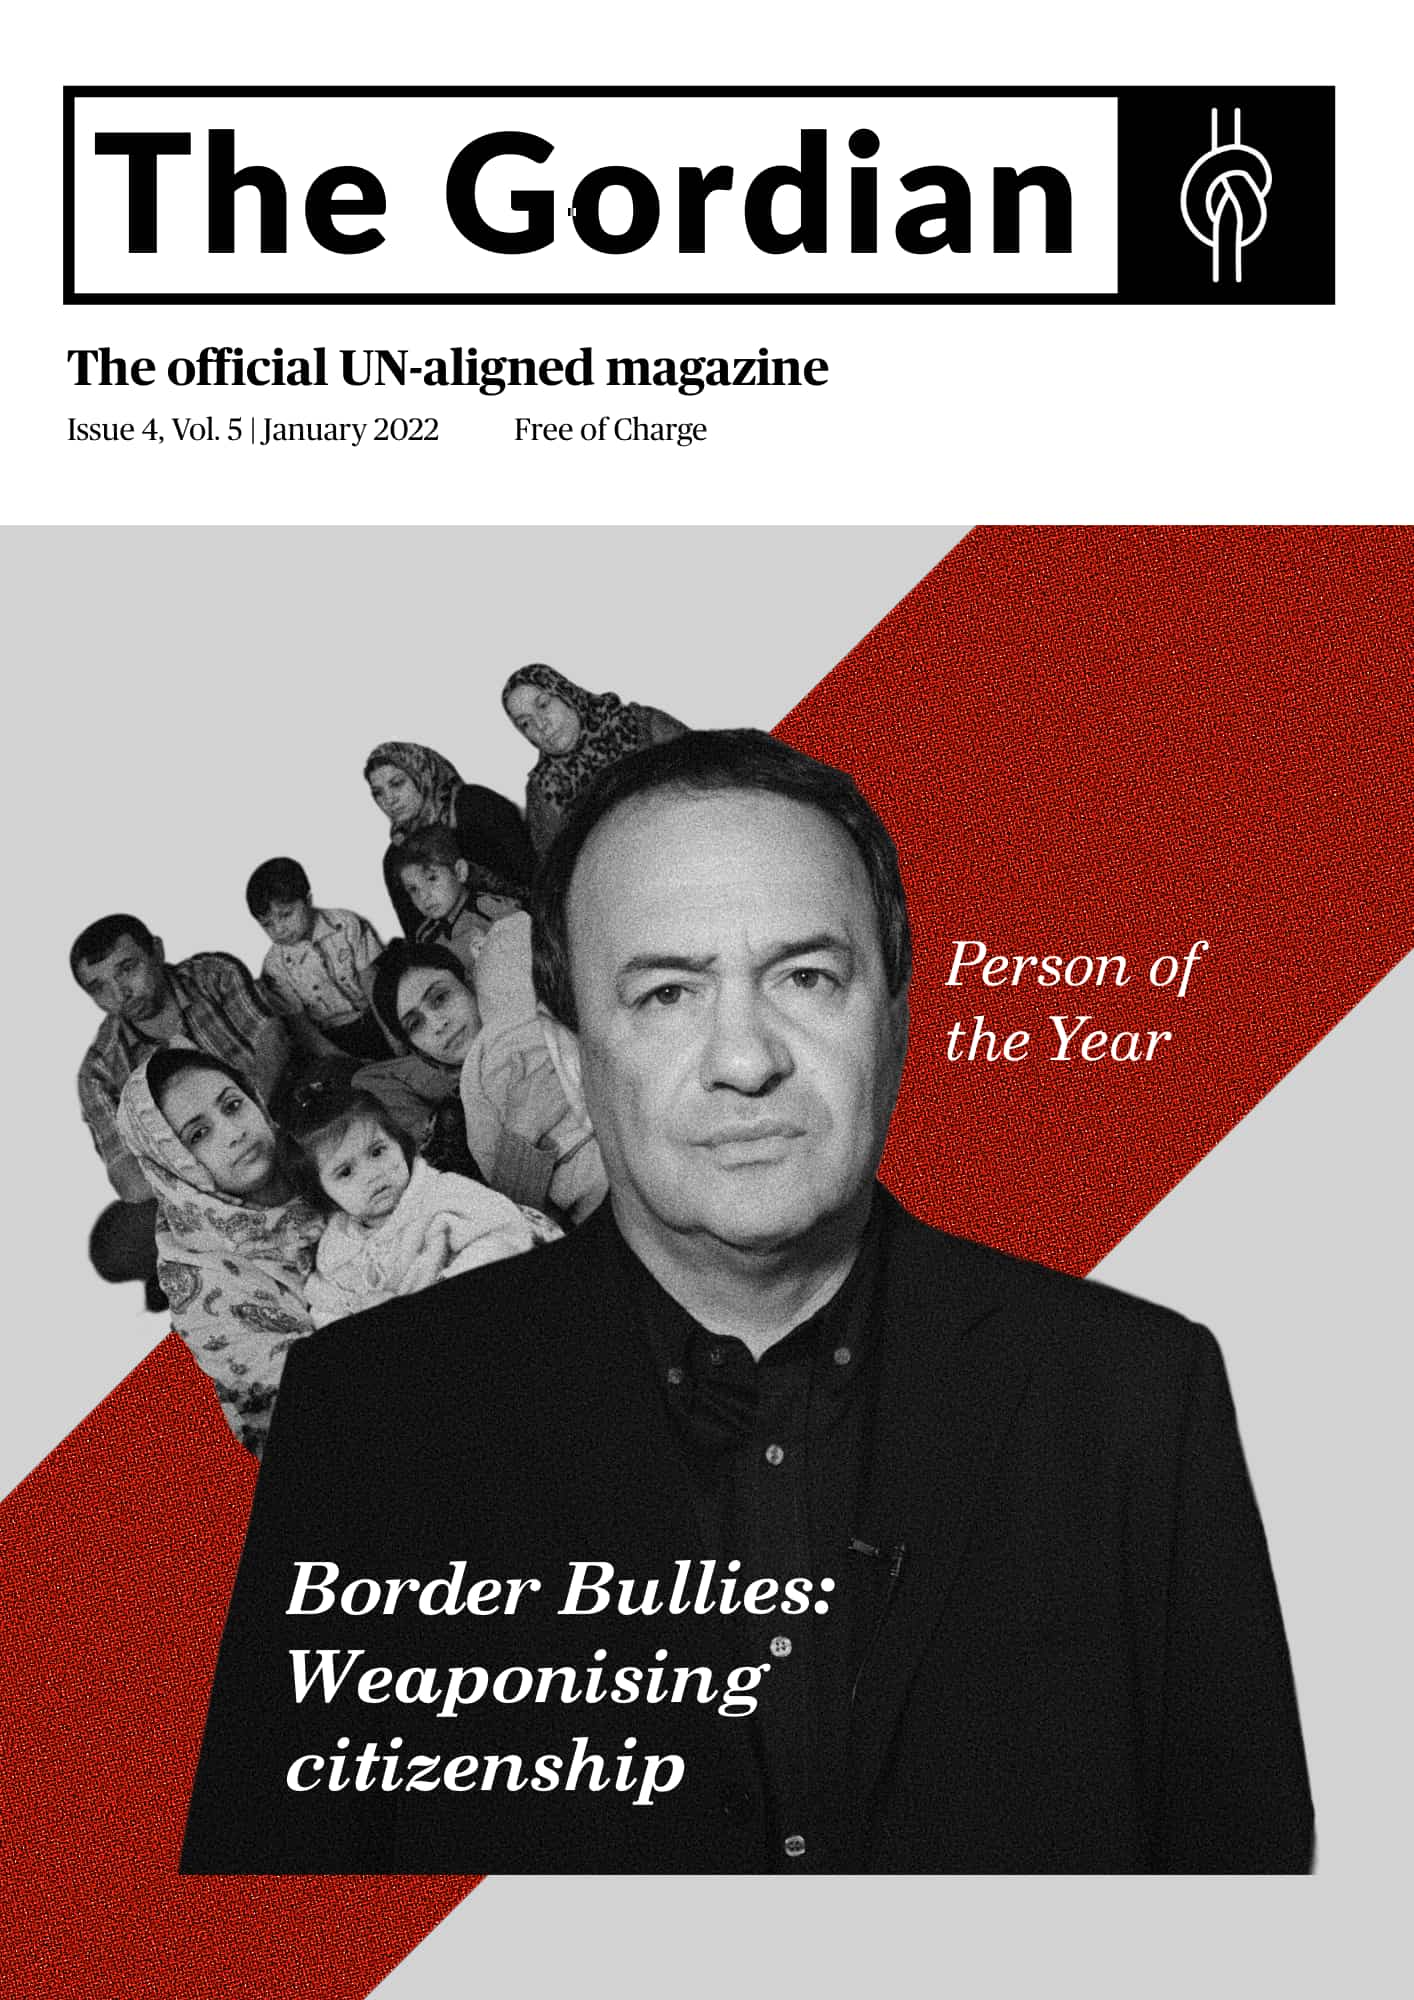 The Gordian
The official UN-aligned magazine
Issue 4, Vol. 5 | January 2022 Free of Charge
Person of
the Year
Border Bullies:
Weaponising
citizenship